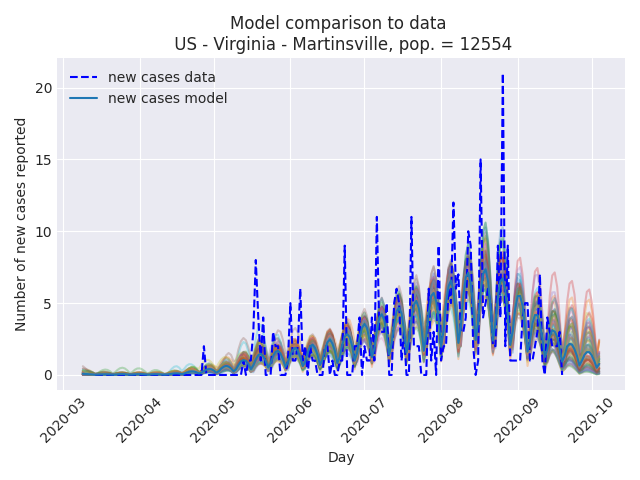 Model comparison to data
US - Virginia - Martinsville, pop. = 12554
new cases data
new cases model
Number of new cases reported
20
15
10
5
0
2020-03
2020-04
2020-05
2020-06
2020-07
2020-08
2020-09
2020-10
Day